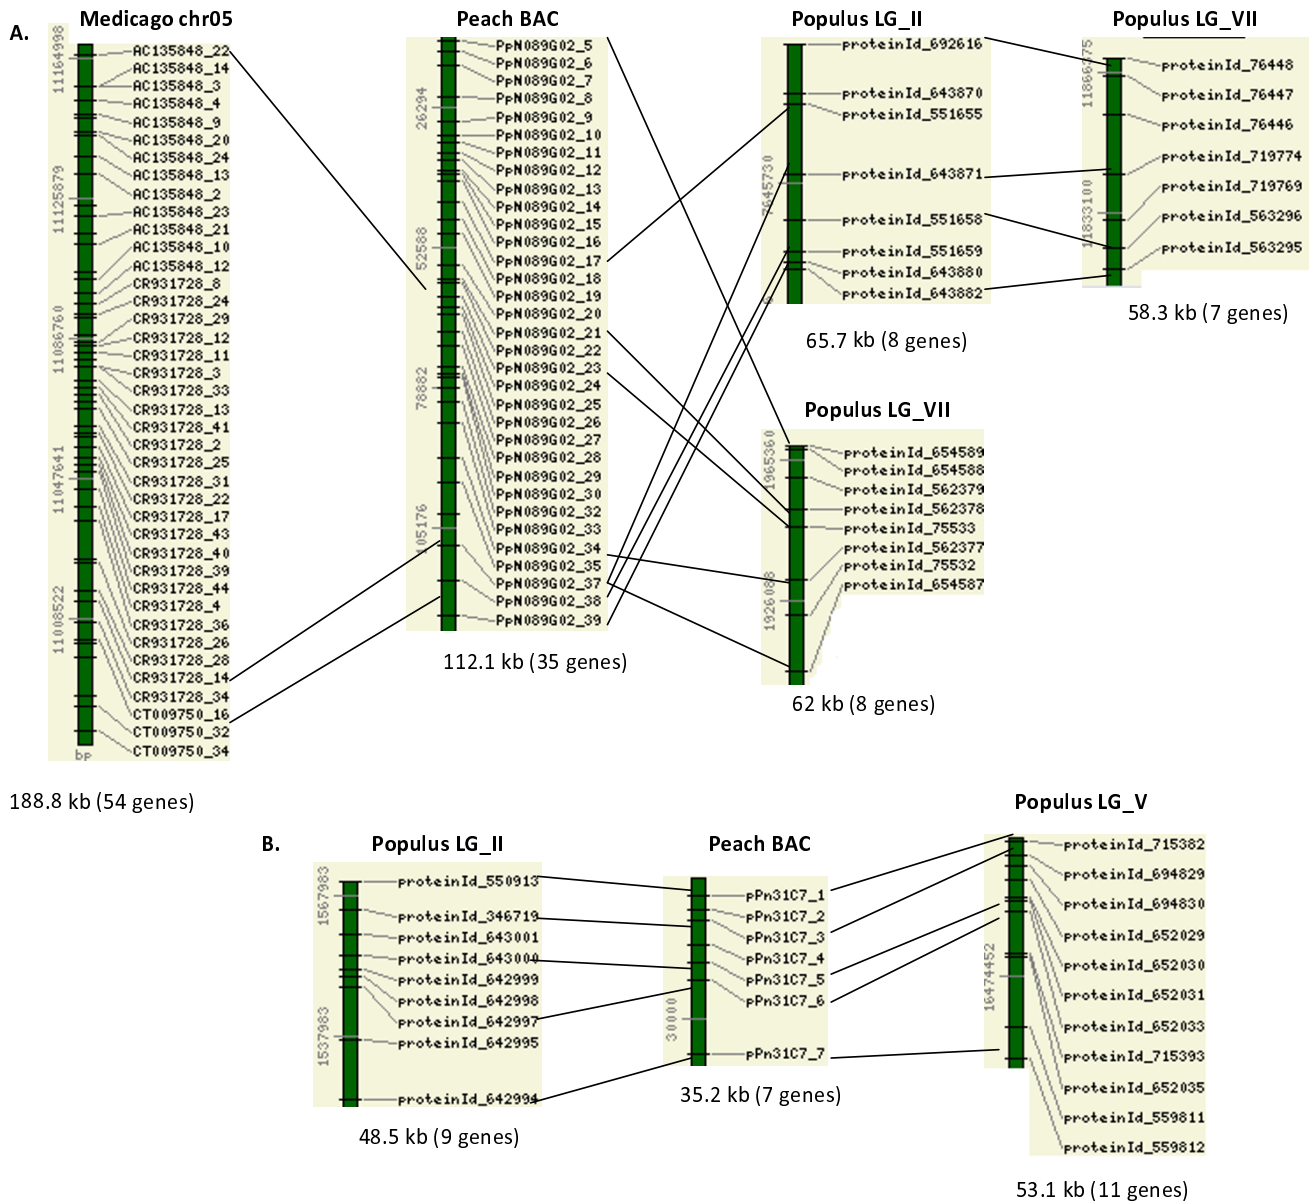 A.
Medicago chr05
11164998
11125879
11086760
11047641
11008522
bp
AC135848_22
AC135848_14
AC135848_3
AC135848_4
AC135848_9
AC135848_20
AC135848_24
AC135848_13
AC135848_2
AC135848_23
AC135848_21
AC135848_10
AC135848_12
CR931728_8
CR931728_24
CR931728_29
CR931728_12
CR931728_11
CR931728_3
CR931728_33
CR931728_13
CR931728_41
CR931728_2
CR931728_25
CR931728_31
CR931728_22
CR931728_17
CR931728_43
CR931728_40
CR931728_39
CR931728_44
CR931728_4
CR931728_36
CR931728_26
CR931728_28
CR931728_14
CR931728_34
CT009750_16
CT009750_32
CT009750_34
188.8 kb (54 genes)
Peach BAC
26294
52588
78882
105176
PpN089G02_5
PpN089G02_6
PpN089G02_7
PpN089G02_8
PpN089G02_9
PpN089G02_10
PpN089G02_11
PpN089G02_12
PpN089G02_13
PpN089G02_14
PpN089G02_15
PpN089G02_16
PpN089G02_17
PpN089G02_18
PpN089G02_19
PpN089G02_20
PpN089G02_21
PpN089G02_22
PpN089G02_23
PpN089G02_24
PpN089G02_25
PpN089G02_26
PpN089G02_27
PpN089G02_28
PpN089G02_29
PpN089G02_30
PpN089G02_32
PpN089G02_33
PpN089G02_34
PpN089G02_35
PpN089G02_37
PpN089G02_38
PpN089G02_39
112.1 kb (35 genes)
Populus LG_II
7645730
proteinId_692616
proteinId_643870
proteinId_551655
proteinId_643871
proteinId_551658
proteinId_551659
proteinId_643880
proteinId_643882
65.7 kb (8 genes)
Populus LG_VII
11833100
proteinId_76448
proteinId_76447
proteinId_76446
proteinId_719774
proteinId_719769
proteinId_563296
proteinId_563295
58.3 kb (7 genes)
Populus LG_VII
1965360
1926088
proteinId_654589
proteinId_654588
proteinId_562379
proteinId_562378
proteinId_75533
proteinId_562377
proteinId_75532
proteinId_654587
62 kb (8 genes)
B.
Populus LG_II
1567983
1537983
proteinId_550913
proteinId_346719
proteinId_643001
proteinId_643000
proteinId_642999
proteinId_642998
proteinId_642997
proteinId_642995
proteinId_642994
48.5 kb (9 genes)
Peach BAC
30000
pPn31C7_1
pPn31C7_2
pPn31C7_3
pPn31C7_4
pPn31C7_5
pPn31C7_6
pPn31C7_7
35.2 kb (7 genes)
Populus LG_V
16474452
proteinId_715382
proteinId_694829
proteinId_694830
proteinId_652029
proteinId_652030
proteinId_652031
proteinId_652033
proteinId_715393
proteinId_652035
proteinId_559811
proteinId_559812
53.1 kb (11 genes)